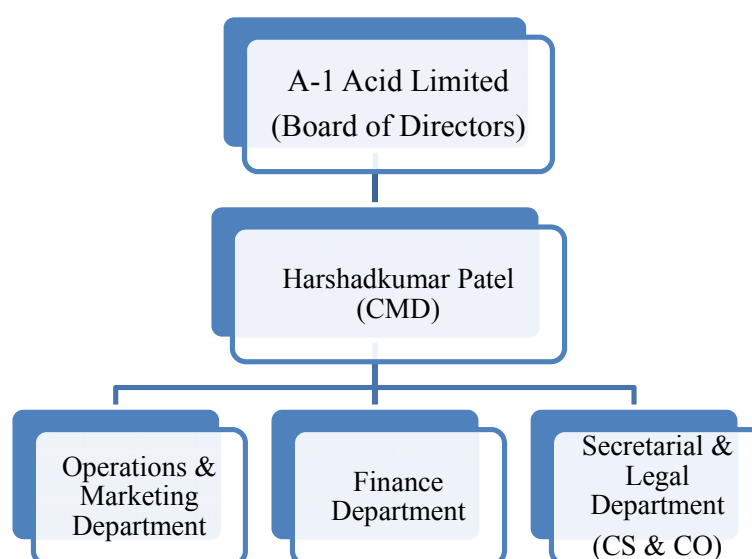 A-1 Acid Limited
(Board of Directors)
Harshadkumar Patel
(CMD)
Operations &
Marketing
Department
Finance
Department
Secretarial &
Legal
Department
(CS & CO)